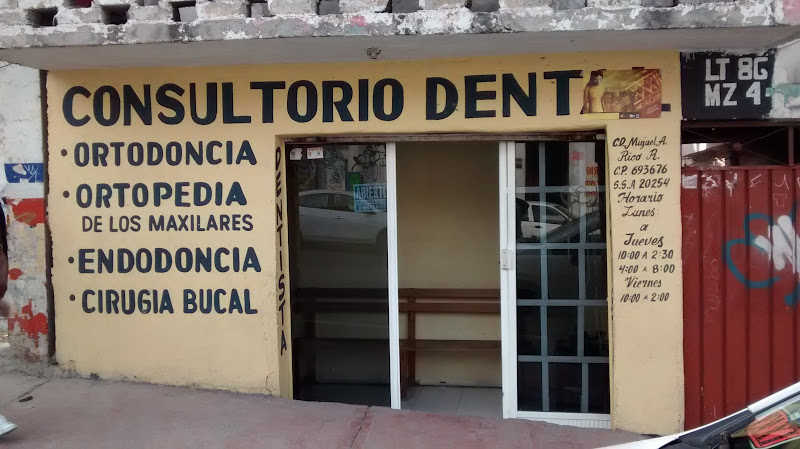 CONSULTORIO DENT
• ORTODONCIA
• ORTOPEDIA
DE LOS MAXILARES
• ENDODONCIA
• CIRUGIA BUCAL
DENTISTA
ABIERTO
C.D. Miguel A.
Rico R.
C.P. 693676
S.S.A 20254
Horario
Lunes:
a
Jueves
10:00 A 2:30
4:00 A 8:00
Viernes
10:00 A 2:00
LT 8G
MZ 4